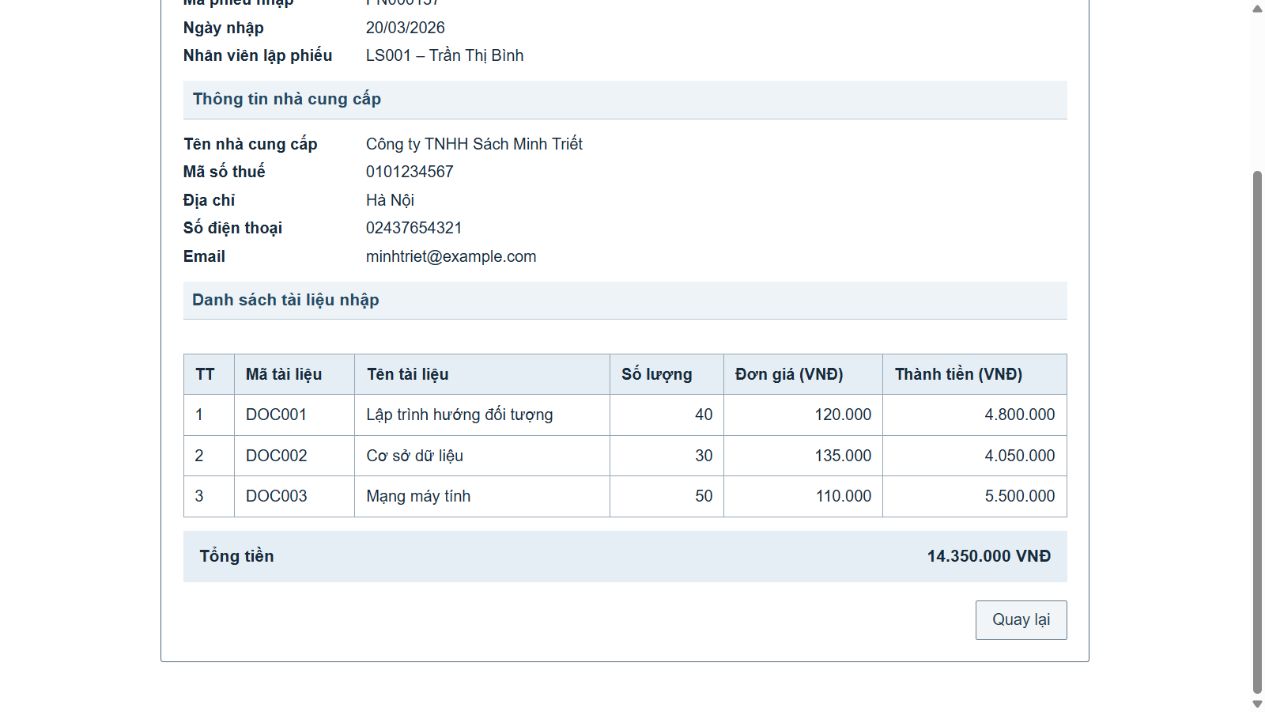 Mã phiếu nhập PN000157
Ngày nhập 20/03/2026
Nhân viên lập phiếu LS001 – Trần Thị Bình
Thông tin nhà cung cấp
Tên nhà cung cấp Công ty TNHH Sách Minh Triết
Mã số thuế 0101234567
Địa chỉ Hà Nội
Số điện thoại 02437654321
Email minhtriet@example.com
Danh sách tài liệu nhập
TT Mã tài liệu Tên tài liệu Số lượng Đơn giá (VNĐ) Thành tiền (VNĐ)
1 DOC001 Lập trình hướng đối tượng 40 120.000 4.800.000
2 DOC002 Cơ sở dữ liệu 30 135.000 4.050.000
3 DOC003 Mạng máy tính 50 110.000 5.500.000
Tổng tiền 14.350.000 VNĐ
Quay lại